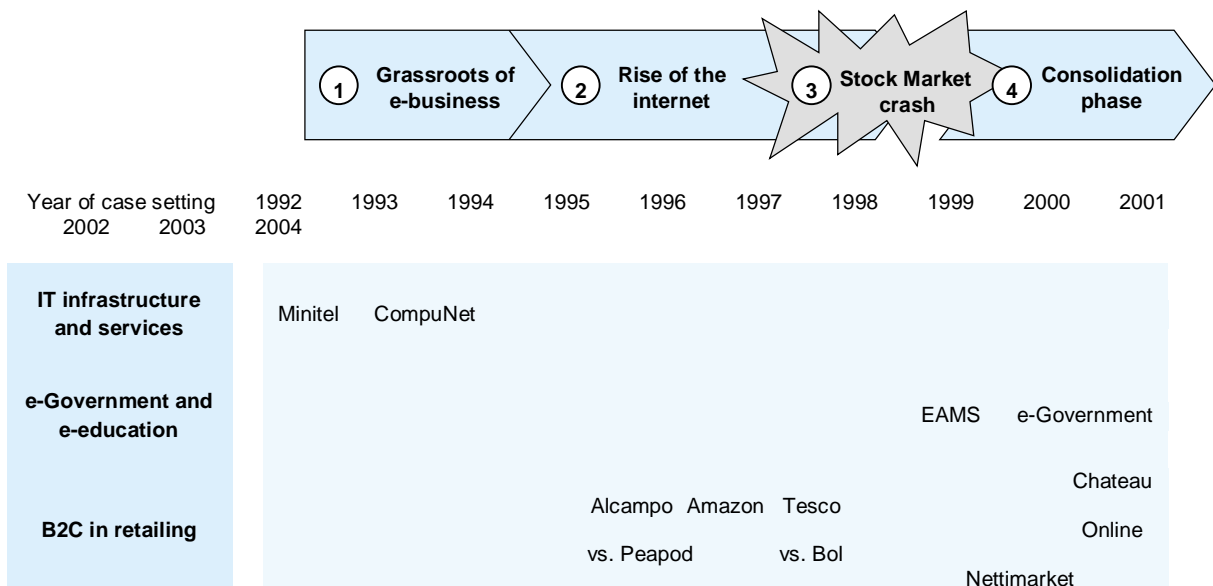 1 Grassroots of e-business
2 Rise of the internet
3 Stock Market crash
4 Consolidation phase
Year of case setting 1992 1993 1994 1995 1996 1997 1998 1999 2000 2001
2002 2003 2004
IT infrastructure
and services
Minitel CompuNet
e-Government and
e-education
EAMS e-Government
B2C in retailing
Chateau
Alcampo Amazon Tesco
Online
vs. Peapod vs. Bol
Nettimarket